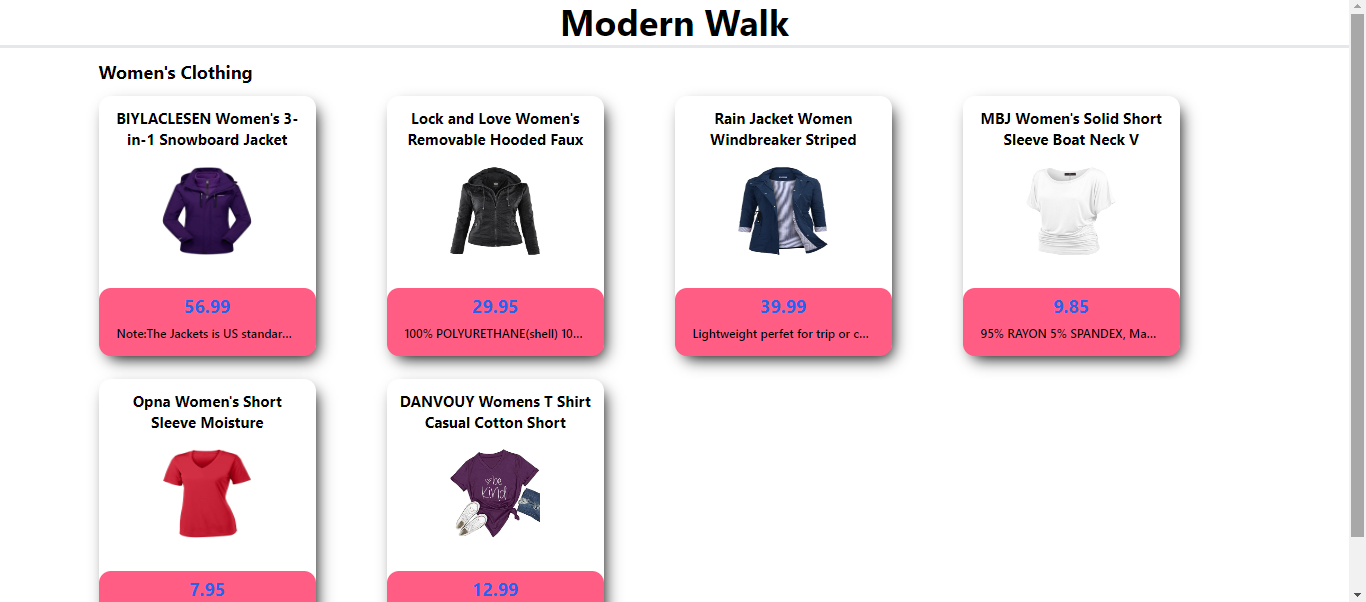 Modern Walk
Women's Clothing
BIYLACLESEN Women's 3-
in-1 Snowboard Jacket
56.99
Note:The Jackets is US standar...
Lock and Love Women's
Removable Hooded Faux
29.95
100% POLYURETHANE(shell) 10...
Rain Jacket Women
Windbreaker Striped
39.99
Lightweight perfet for trip or c...
MBJ Women's Solid Short
Sleeve Boat Neck V
9.85
95% RAYON 5% SPANDEX, Ma...
Opna Women's Short
Sleeve Moisture
7.95
DANVOUY Womens T Shirt
Casual Cotton Short
be
kind
12.99